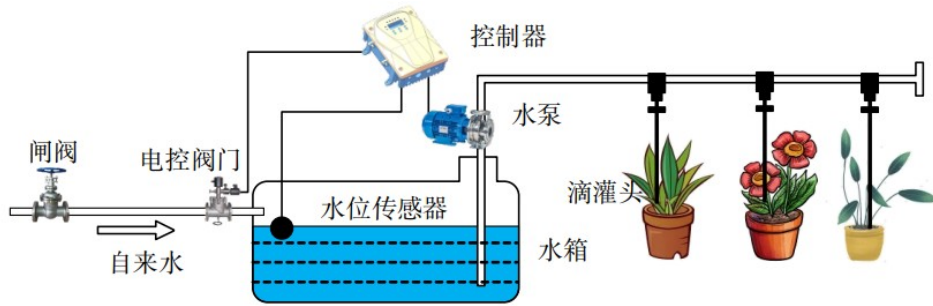 控制器
水泵
闸阀
电控阀门
水位传感器
滴灌头
自来水
水箱